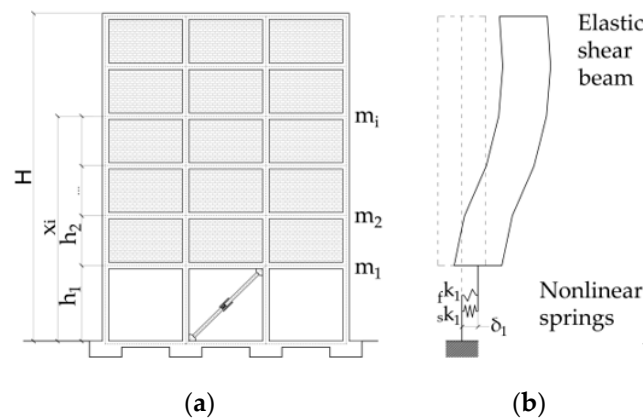 H
xi
h1
...
h2
mi
m2
m1
Elastic
shear
beam
fk1
sk1
δ1
Nonlinear
springs
(a)
(b)